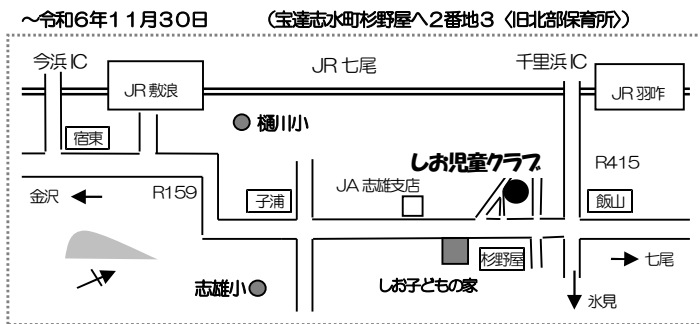 ～令和6年11月30日　（宝達志水町杉野屋へ2番地3〈旧北部保育所〉）
今浜IC
JR七尾
千里浜IC
JR敷浪
JR羽咋
樋川小
宿東
しお児童クラブ
R415
JA志雄支店
金沢
R159
子浦
飯山
杉野屋
七尾
志雄小
しお子どもの家
氷見